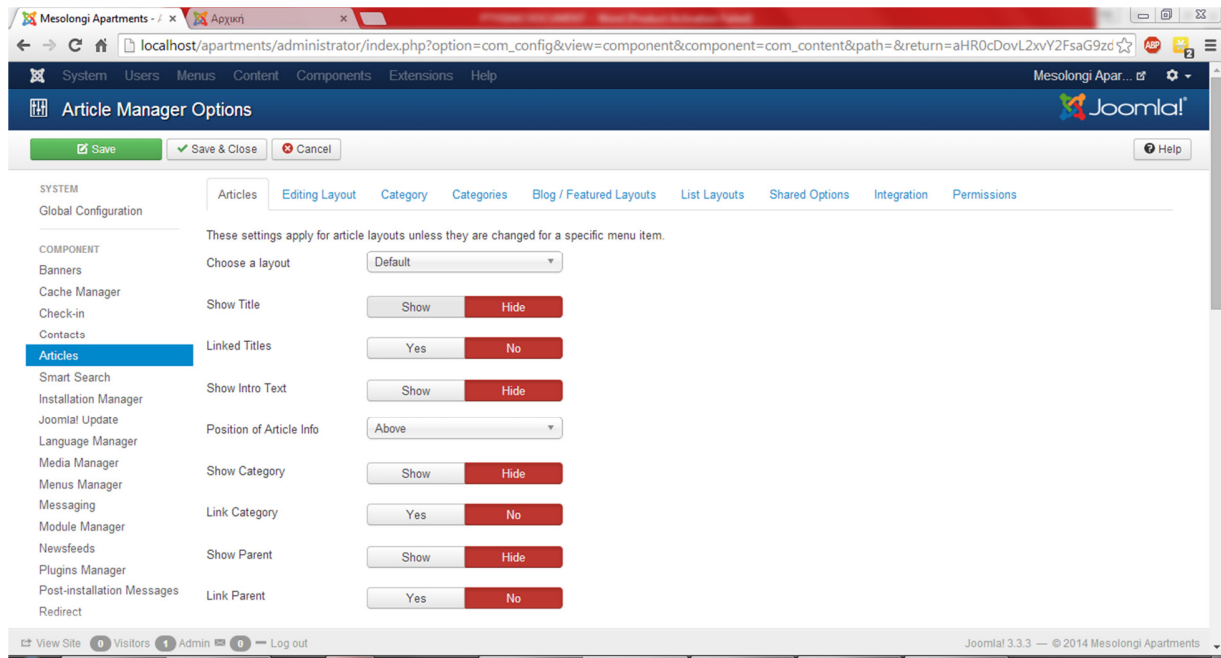 Mesolongi Apartments - A
Αρχική
localhost/apartments/administrator/index.php?option=com_config&view=component&component=com_content&path=&return=aHR0cDovL2xvY2FsaG9zd
ABP
2
System Users Menus Content Components Extensions Help
Mesolongi Apar...
Article Manager Options
Joomla!
Save
Save & Close
Cancel
Help
SYSTEM
Global Configuration
COMPONENT
Banners
Cache Manager
Check-in
Contacts
Articles
Smart Search
Installation Manager
Joomla! Update
Language Manager
Media Manager
Menus Manager
Messaging
Module Manager
Newsfeeds
Plugins Manager
Post-installation Messages
Redirect
Articles Editing Layout Category Categories Blog / Featured Layouts List Layouts Shared Options Integration Permissions
These settings apply for article layouts unless they are changed for a specific menu item.
Choose a layout Default
Show Title Show Hide
Linked Titles Yes No
Show Intro Text Show Hide
Position of Article Info Above
Show Category Show Hide
Link Category Yes No
Show Parent Show Hide
Link Parent Yes No
View Site 0 Visitors 1 Admin 0 Log out
Joomla! 3.3.3 — © 2014 Mesolongi Apartments